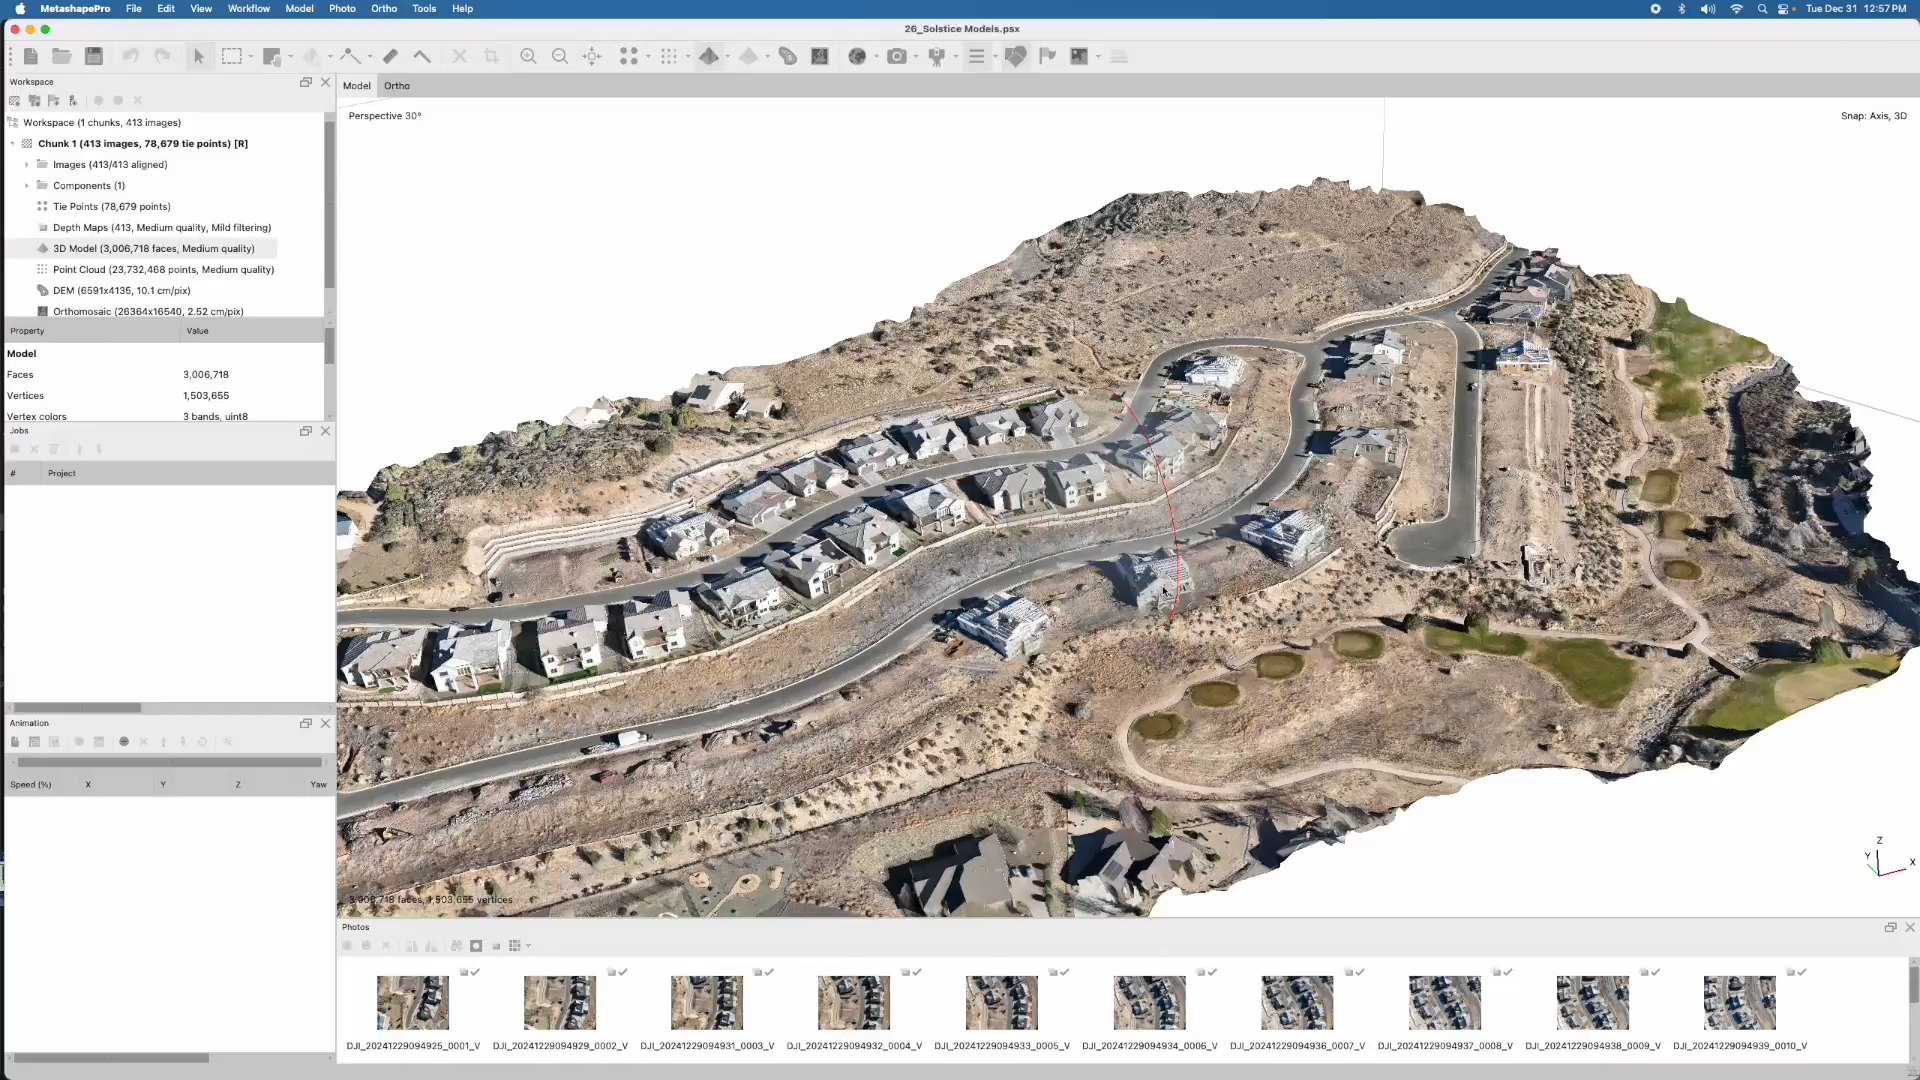 MetashapePro File Edit View Workflow Model Photo Ortho Tools Help
Tue Dec 31 12:57 PM
26_Solstice Models.psx
Workspace
Workspace (1 chunks, 413 images)
Chunk 1 (413 images, 78,679 tie points) [R]
Images (413/413 aligned)
Components (1)
Tie Points (78,679 points)
Depth Maps (413, Medium quality, Mild filtering)
3D Model (3,006,718 faces, Medium quality)
Point Cloud (23,732,468 points, Medium quality)
DEM (6591x4135, 10.1 cm/pix)
Orthomosaic (26364x16540, 2.52 cm/pix)
Property Value
Model
Faces 3,006,718
Vertices 1,503,655
Vertex colors 3 bands, uint8
Jobs
# Project
Animation
Speed (%) X Y Z Yaw
Model Ortho
Perspective 30°
Snap: Axis, 3D
Z
Y
X
3,006,718 faces, 1,503,655 vertices
Photos
DJI_20241229094925_0001_V
DJI_20241229094929_0002_V
DJI_20241229094931_0003_V
DJI_20241229094932_0004_V
DJI_20241229094933_0005_V
DJI_20241229094934_0006_V
DJI_20241229094936_0007_V
DJI_20241229094937_0008_V
DJI_20241229094938_0009_V
DJI_20241229094939_0010_V